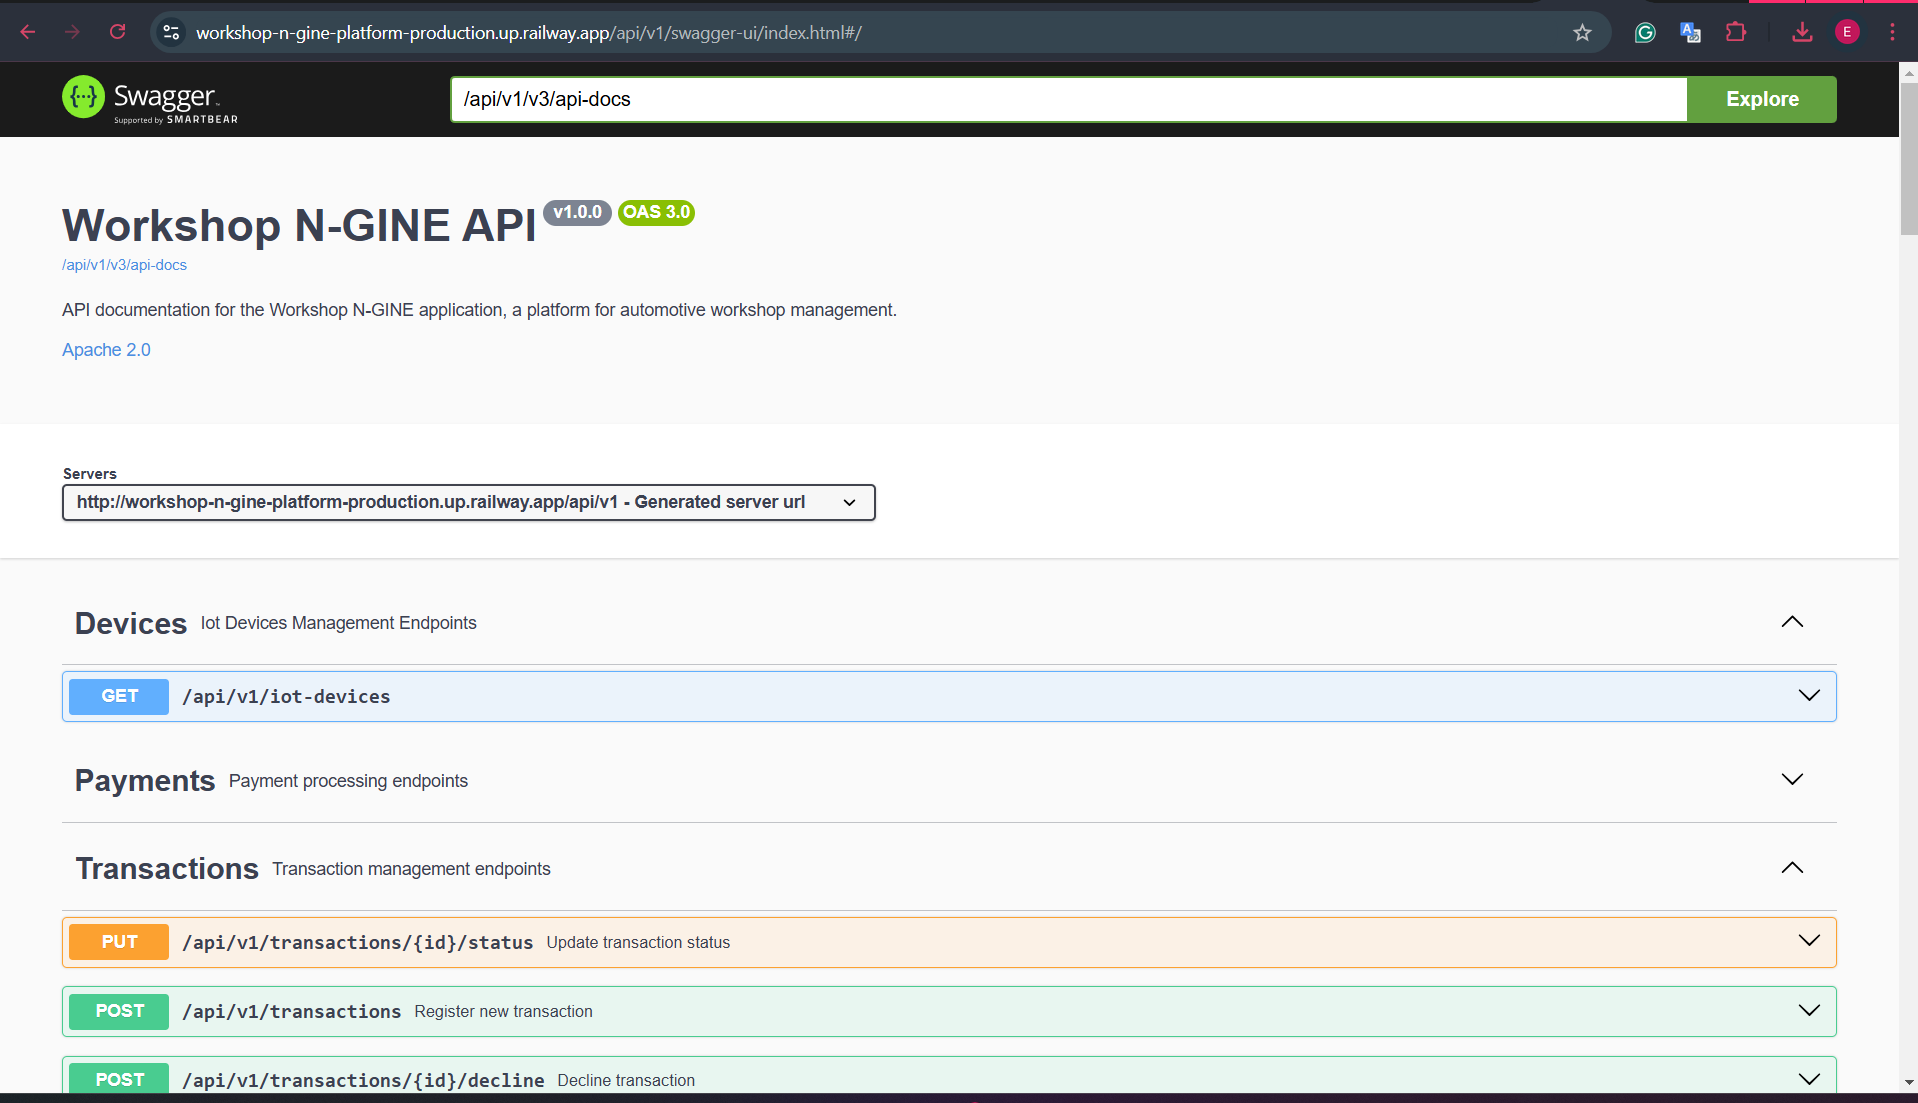 workshop-n-gine-platform-production.up.railway.app/api/v1/swagger-ui/index.html#/
E
Swagger
Supported by SMARTBEAR
/api/v1/v3/api-docs
Explore
Workshop N-GINE API v1.0.0 OAS 3.0
/api/v1/v3/api-docs
API documentation for the Workshop N-GINE application, a platform for automotive workshop management.
Apache 2.0
Servers
http://workshop-n-gine-platform-production.up.railway.app/api/v1 - Generated server url
Devices Iot Devices Management Endpoints
GET /api/v1/iot-devices
Payments Payment processing endpoints
Transactions Transaction management endpoints
PUT /api/v1/transactions/{id}/status Update transaction status
POST /api/v1/transactions Register new transaction
POST /api/v1/transactions/{id}/decline Decline transaction